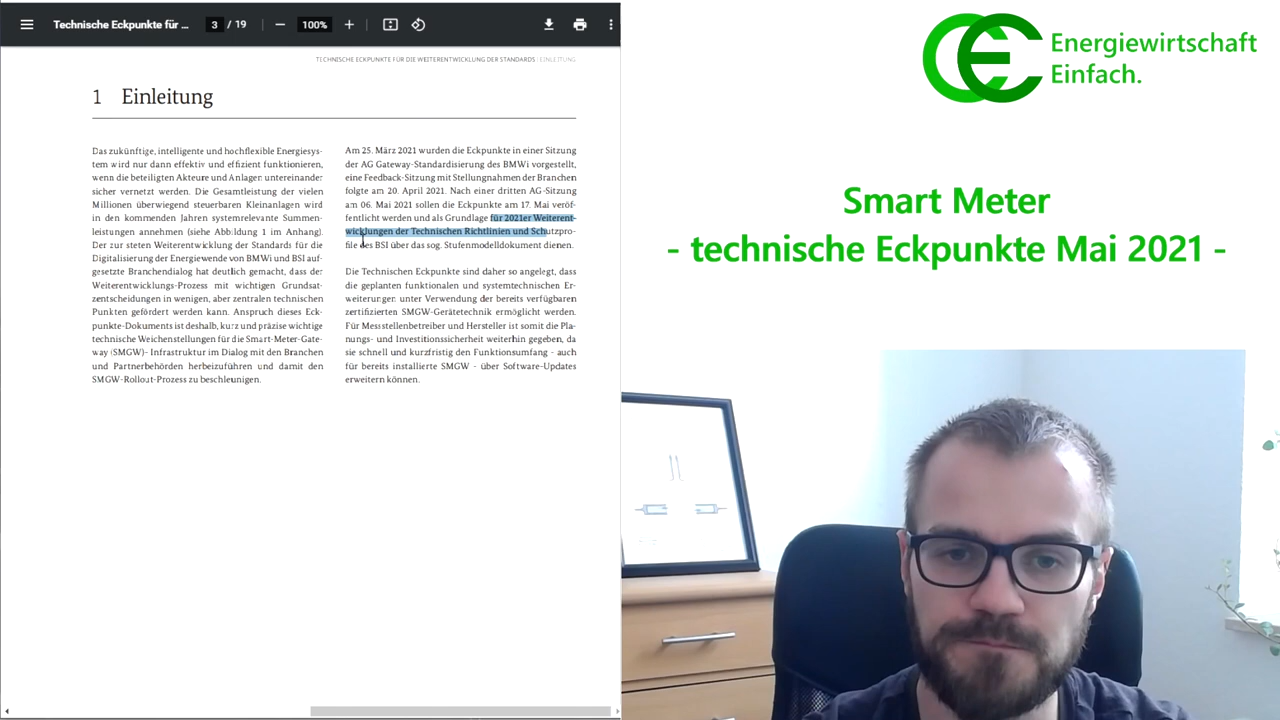 Technische Eckpunkte für ...
3 / 19
100%
TECHNISCHE ECKPUNKTE FÜR DIE WEITERENTWICKLUNG DER STANDARDS | EINLEITUNG
1 Einleitung
Das zukünftige, intelligente und hochflexible Energiesys-
tem wird nur dann effektiv und effizient funktionieren,
wenn die beteiligten Akteure und Anlagen untereinander
sicher vernetzt werden. Die Gesamtleistung der vielen
Millionen überwiegend steuerbaren Kleinanlagen wird
in den kommenden Jahren systemrelevante Summen-
leistungen annehmen (siehe Abbildung 1 im Anhang).
Der zur steten Weiterentwicklung der Standards für die
Digitalisierung der Energiewende von BMWi und BSI auf-
gesetzte Branchendialog hat deutlich gemacht, dass der
Weiterentwicklungs-Prozess mit wichtigen Grundsat-
zentscheidungen in wenigen, aber zentralen technischen
Punkten gefördert werden kann. Anspruch dieses Eck-
punkte-Dokuments ist deshalb, kurz und präzise wichtige
technische Weichenstellungen für die Smart-Meter-Gate-
way (SMGW)- Infrastruktur im Dialog mit den Branchen
und Partnerbehörden herbeizuführen und damit den
SMGW-Rollout-Prozess zu beschleunigen.
Am 25. März 2021 wurden die Eckpunkte in einer Sitzung
der AG Gateway-Standardisierung des BMWi vorgestellt,
eine Feedback-Sitzung mit Stellungnahmen der Branchen
folgte am 20. April 2021. Nach einer dritten AG-Sitzung
am 06. Mai 2021 sollen die Eckpunkte am 17. Mai veröf-
fentlicht werden und als Grundlage für 2021er Weiterent-
wicklungen der Technischen Richtlinien und Schutzpro-
file des BSI über das sog. Stufenmodelldokument dienen.
Die Technischen Eckpunkte sind daher so angelegt, dass
die geplanten funktionalen und systemtechnischen Er-
weiterungen unter Verwendung der bereits verfügbaren
zertifizierten SMGW-Gerätetechnik ermöglicht werden.
Für Messstellenbetreiber und Hersteller ist somit die Pla-
nungs- und Investitionssicherheit weiterhin gegeben, da
sie schnell und kurzfristig den Funktionsumfang - auch
für bereits installierte SMGW - über Software-Updates
erweitern können.
Energiewirtschaft
Einfach.
Smart Meter
- technische Eckpunkte Mai 2021 -